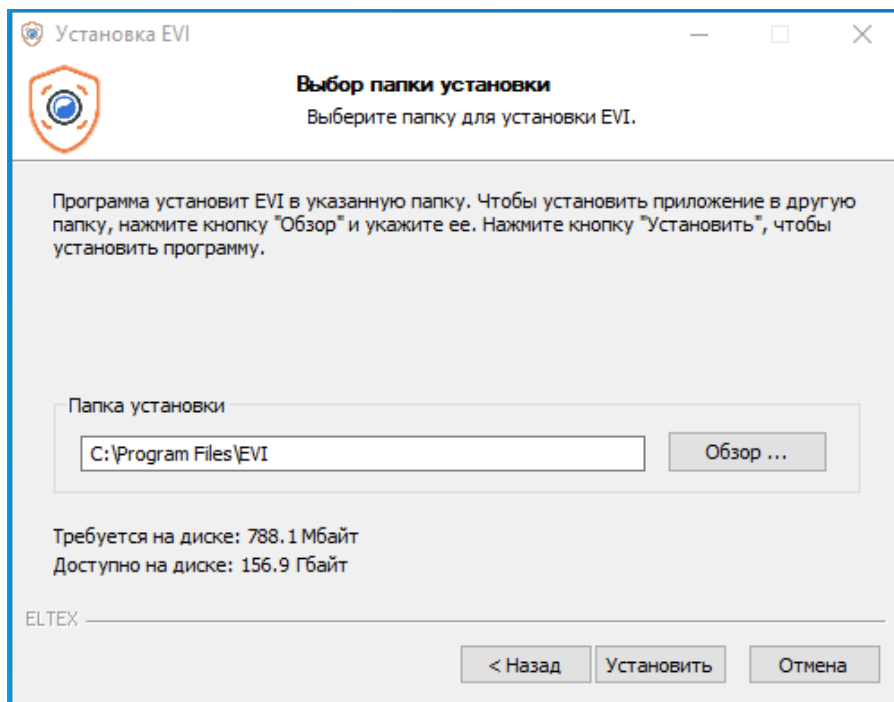 Установка EVI
Выбор папки установки
Выберите папку для установки EVI.
Программа установит EVI в указанную папку. Чтобы установить приложение в другую
папку, нажмите кнопку "Обзор" и укажите ее. Нажмите кнопку "Установить", чтобы
установить программу.
Папка установки
C:\Program Files\EVI
Обзор ...
Требуется на диске: 788.1 Мбайт
Доступно на диске: 156.9 Гбайт
ELTEX
< Назад
Установить
Отмена